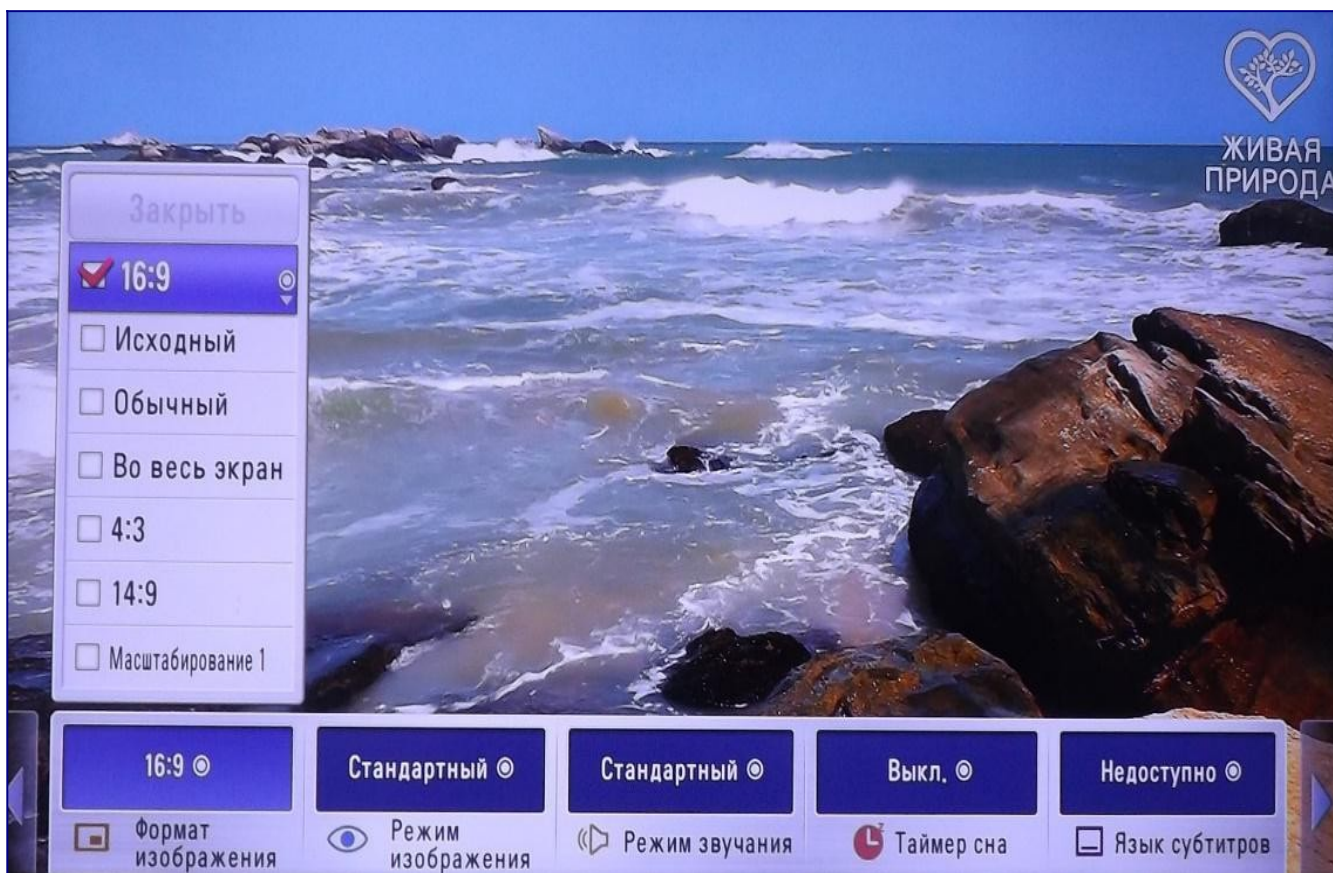 ЖИВАЯ
ПРИРОДА
Закрыть
16:9
Исходный
Обычный
Во весь экран
4:3
14:9
Масштабирование 1
16:9
Стандартный
Стандартный
Выкл.
Недоступно
Формат
изображения
Режим
изображения
Режим звучания
Таймер сна
Язык субтитров